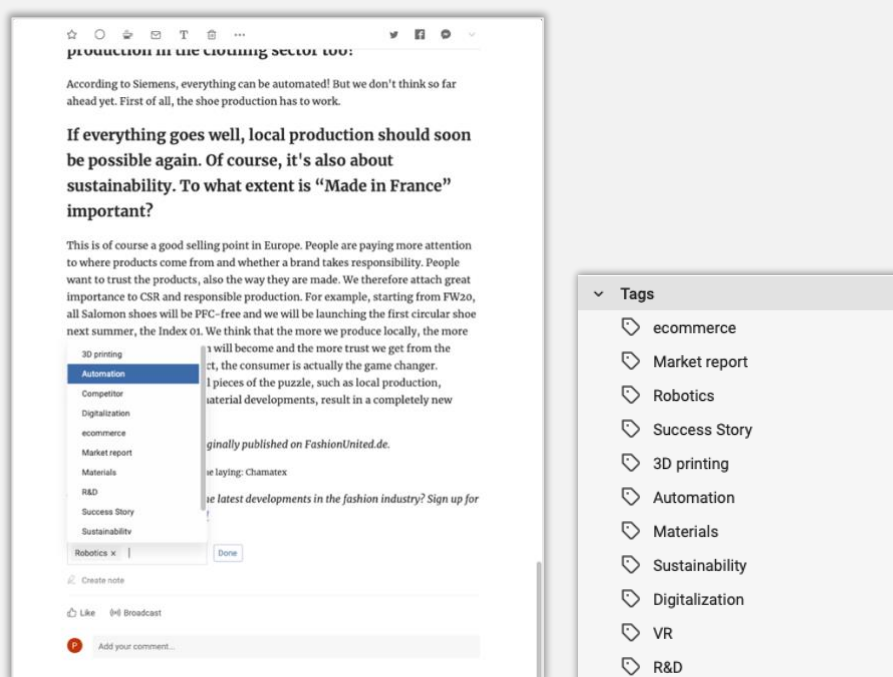 production in the clothing sector too?
According to Siemens, everything can be automated! But we don't think so far
ahead yet. First of all, the shoe production has to work.
If everything goes well, local production should soon
be possible again. Of course, it's also about
sustainability. To what extent is “Made in France”
important?
This is of course a good selling point in Europe. People are paying more attention
to where products come from and whether a brand takes responsibility. People
want to trust the products, also the way they are made. We therefore attach great
importance to CSR and responsible production. For example, starting from FW20,
all Salomon shoes will be PFC-free and we will be launching the first circular shoe
next summer, the Index 01. We think that the more we produce locally, the more
will become and the more trust we get from the
the consumer is actually the game changer.
pieces of the puzzle, such as local production,
material developments, result in a completely new
originally published on FashionUnited.de.
laying: Chamatex
latest developments in the fashion industry? Sign up for
3D printing
Automation
Competitor
Digitalization
ecommerce
Market report
Materials
R&D
Success Story
Sustainability
Robotics ×
Done
Create note
Like
Broadcast
P
Add your comment...
Tags
ecommerce
Market report
Robotics
Success Story
3D printing
Automation
Materials
Sustainability
Digitalization
VR
R&D